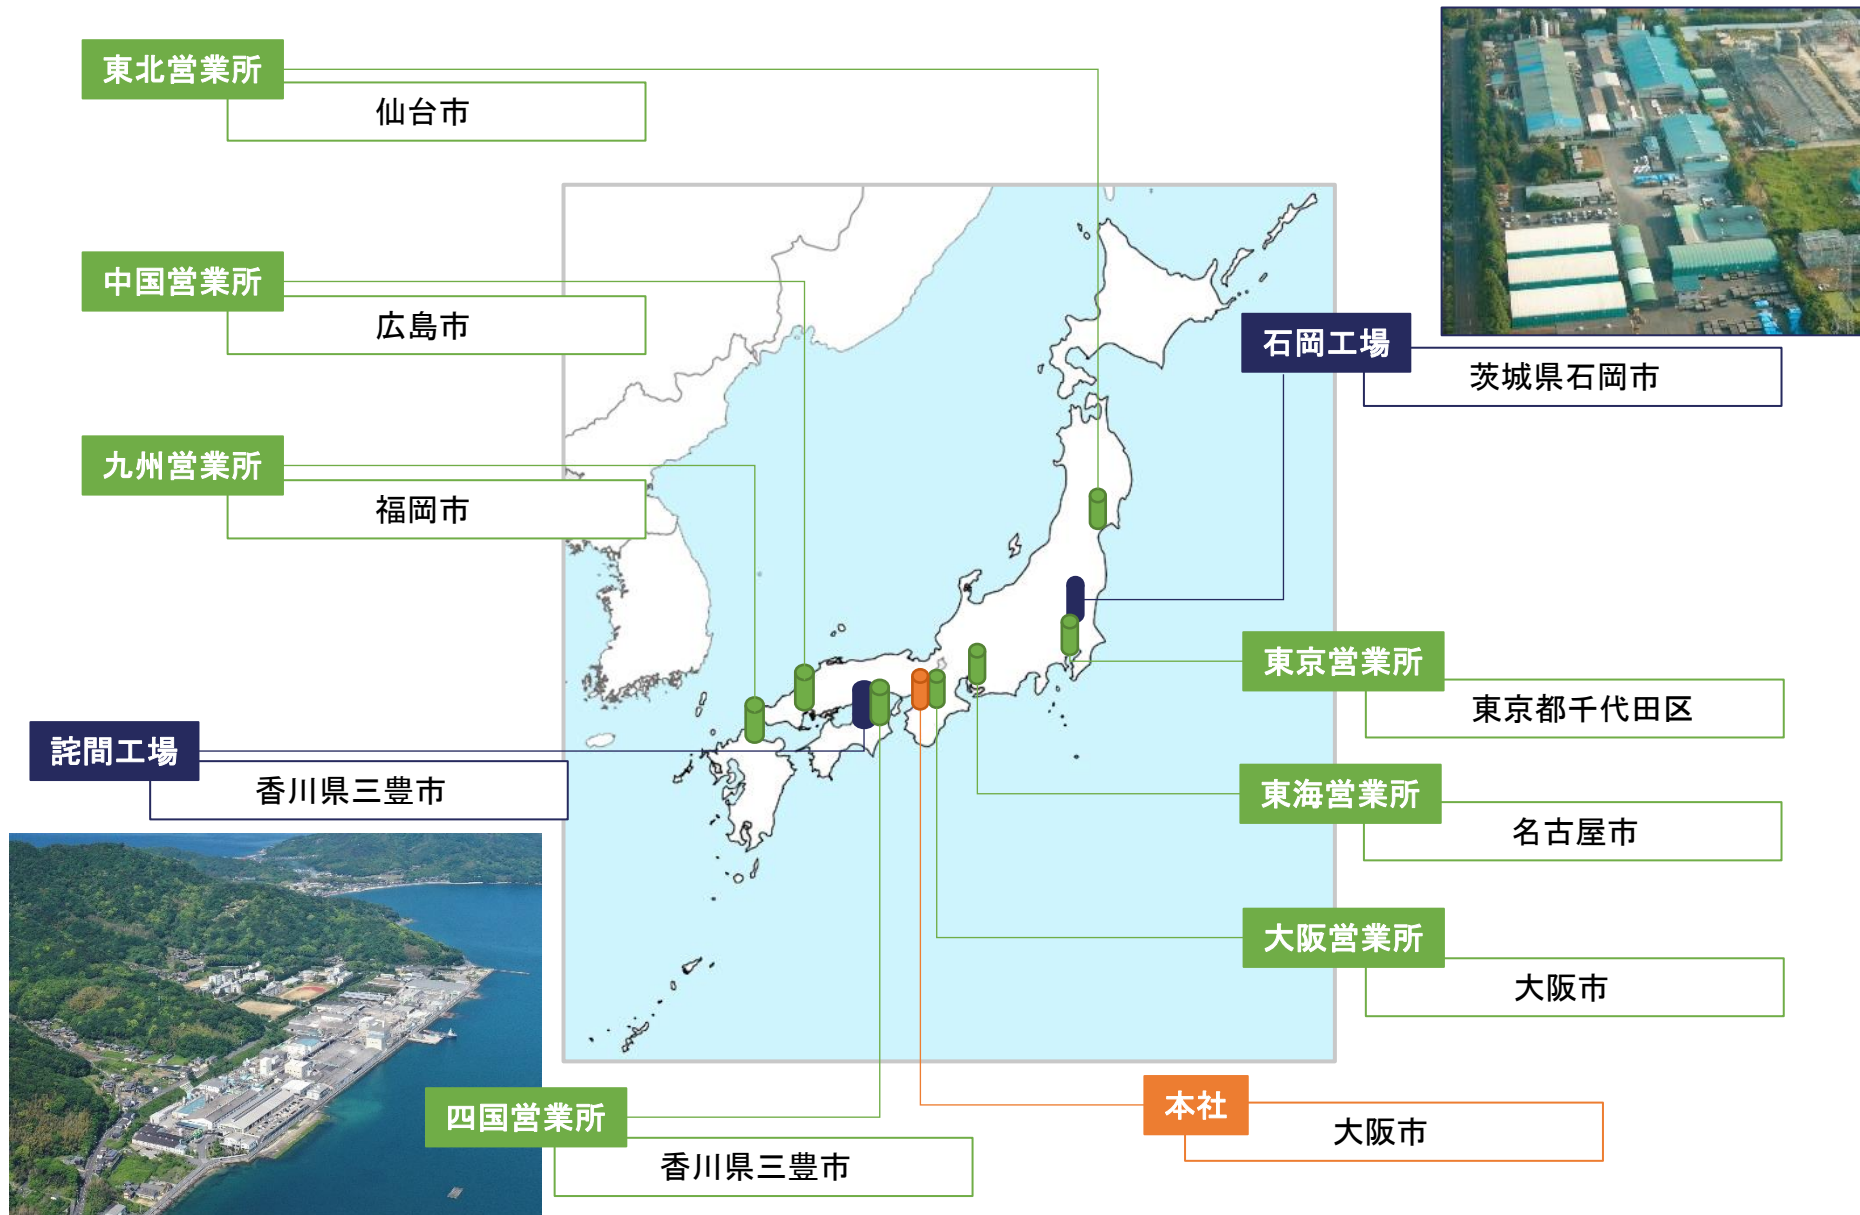 東北営業所
仙台市
中国営業所
広島市
九州営業所
福岡市
詫間工場
香川県三豊市
四国営業所
香川県三豊市
石岡工場
茨城県石岡市
東京営業所
東京都千代田区
東海営業所
名古屋市
大阪営業所
大阪市
本社
大阪市